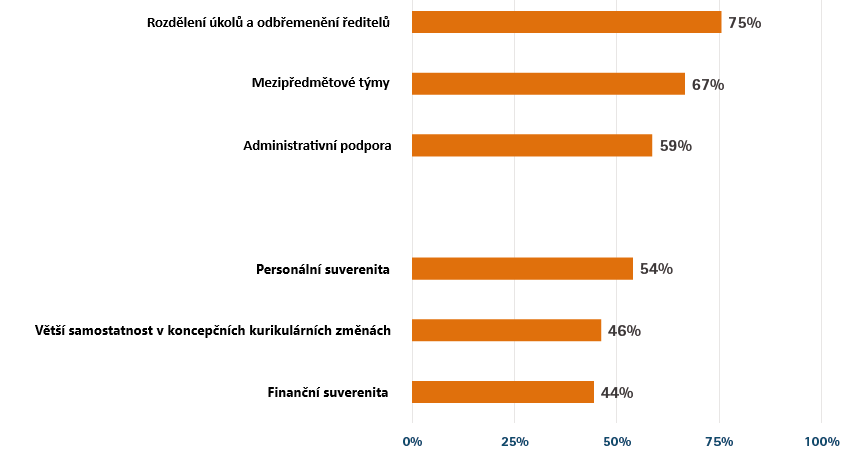 Rozdělení úkolů a odbřemenění ředitelů 75%
Mezipředmětové týmy 67%
Administrativní podpora 59%
Personální suverenita 54%
Větší samostatnost v koncepčních kurikulárních změnách 46%
Finanční suverenita 44%
0% 25% 50% 75% 100%